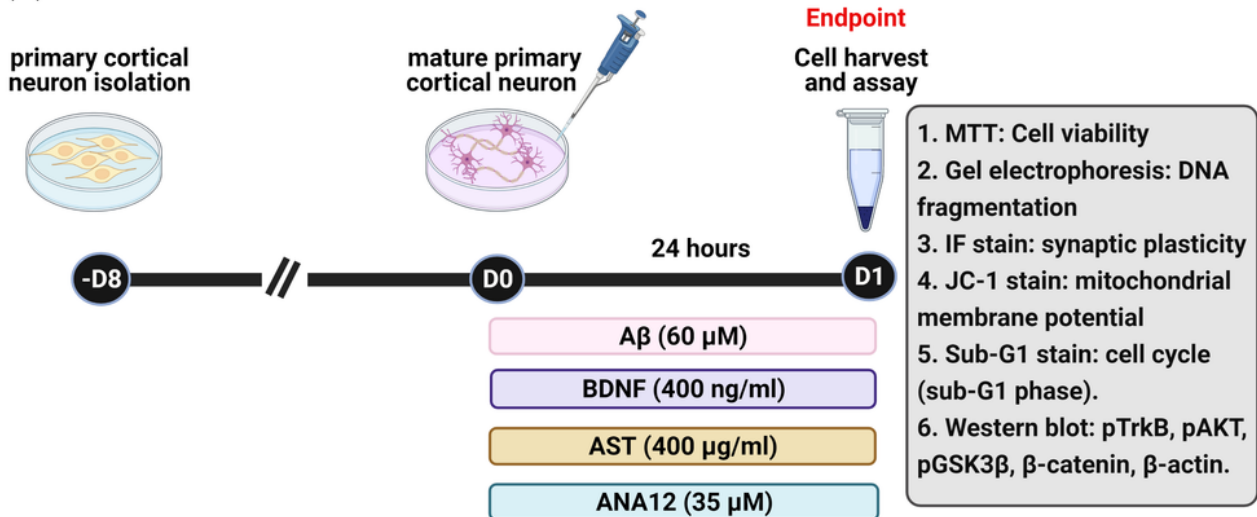 Endpoint
primary cortical
neuron isolation
mature primary
cortical neuron
Cell harvest
and assay
1. MTT: Cell viability
2. Gel electrophoresis: DNA
fragmentation
3. IF stain: synaptic plasticity
4. JC-1 stain: mitochondrial
membrane potential
5. Sub-G1 stain: cell cycle
(sub-G1 phase).
6. Western blot: pTrkB, pAKT,
pGSK3β, β-catenin, β-actin.
24 hours
-D8
D0
D1
Aβ (60 μM)
BDNF (400 ng/ml)
AST (400 μg/ml)
ANA12 (35 μM)